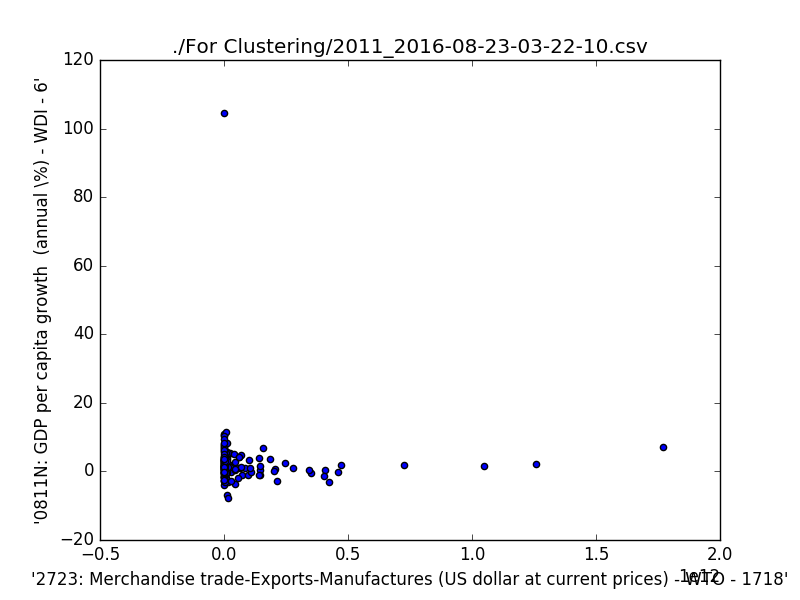 ./For Clustering/2011_2016-08-23-03-22-10.csv
'0811N: GDP per capita growth  (annual \%) - WDI - 6'
120
100
80
60
40
20
0
−20
−0.5 0.0 0.5 1.0 1.5 2.0
1e12
'2723: Merchandise trade-Exports-Manufactures (US dollar at current prices) - WTO - 1718'